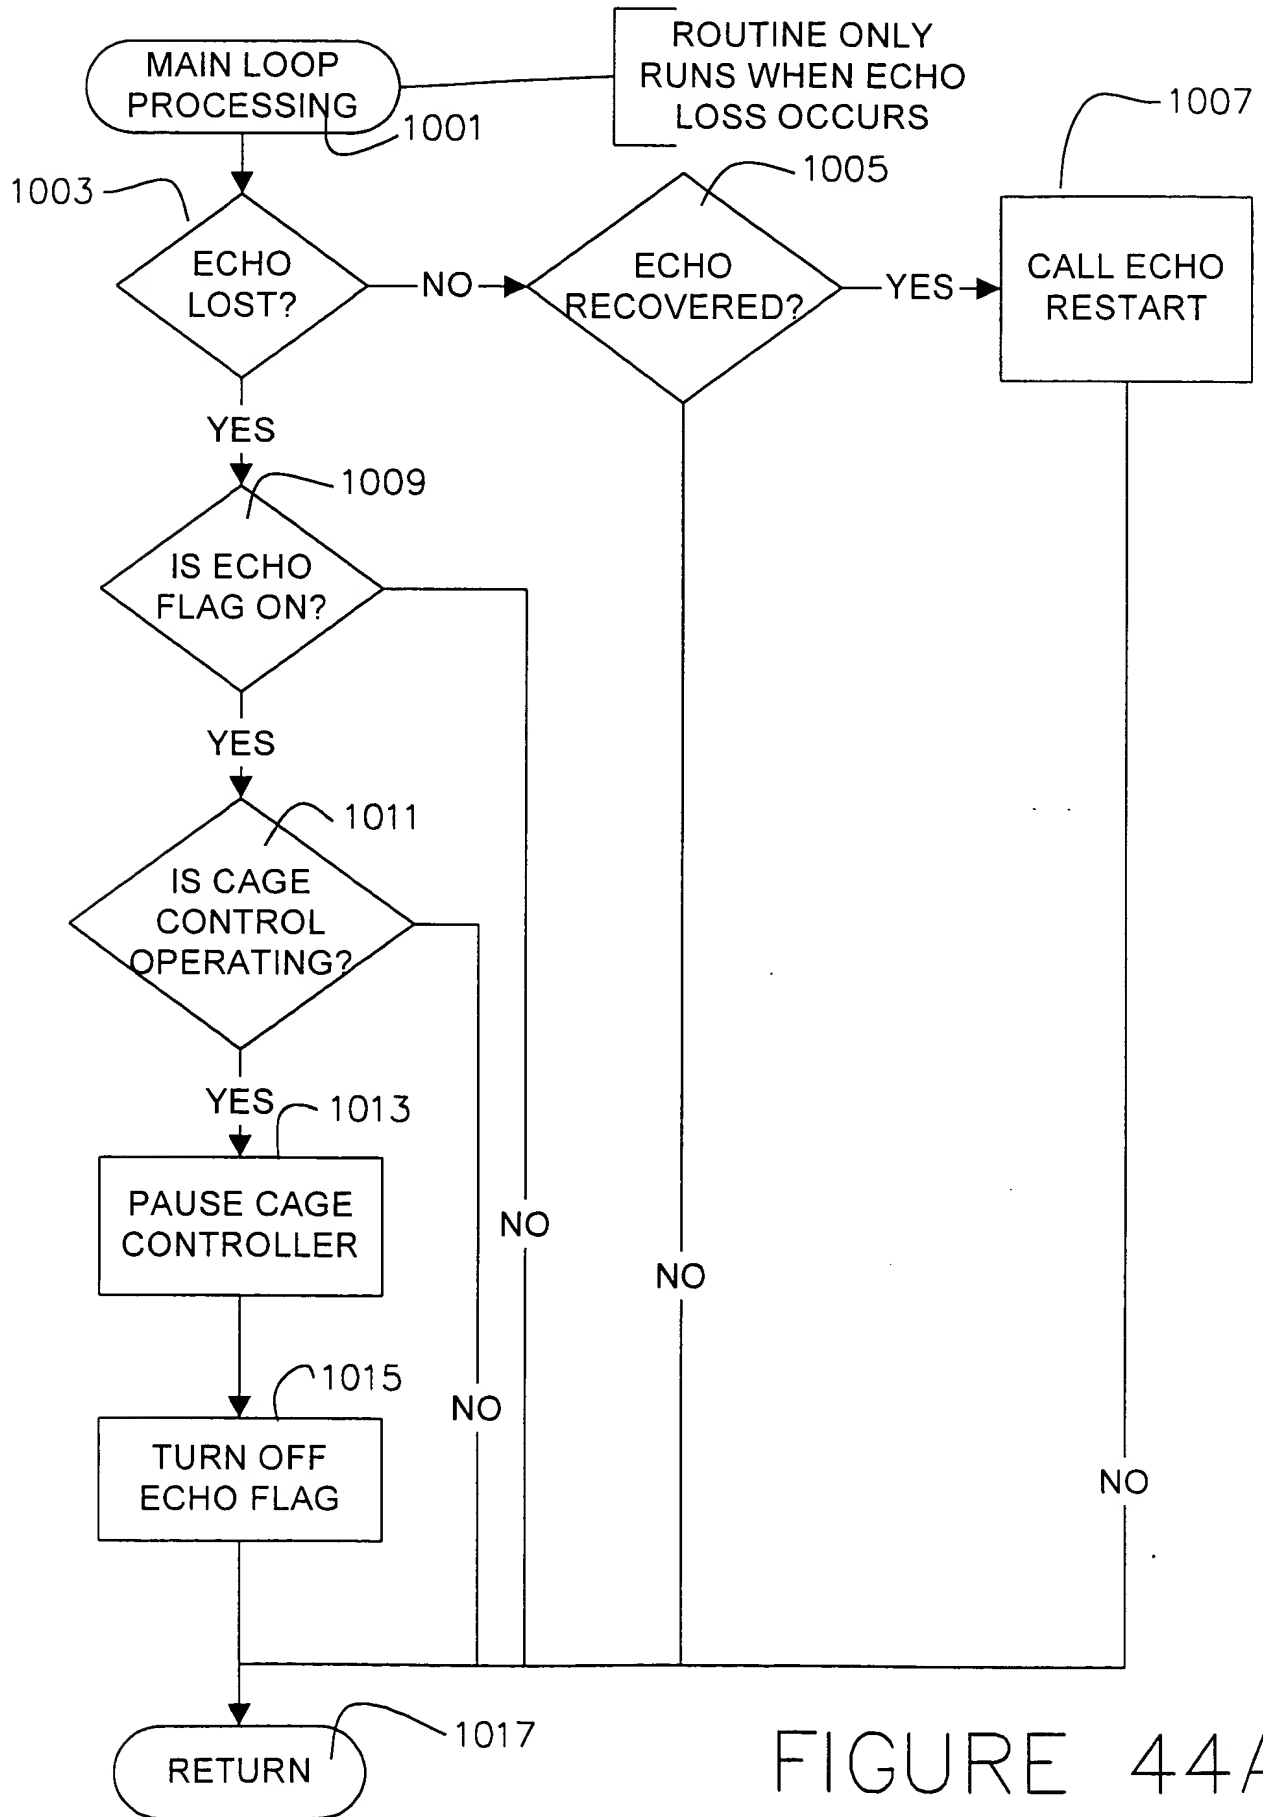 MAIN LOOP
PROCESSING
1001
ROUTINE ONLY
RUNS WHEN ECHO
LOSS OCCURS
1003
ECHO
LOST?
NO
1005
ECHO
RECOVERED?
YES
1007
CALL ECHO
RESTART
YES
1009
IS ECHO
FLAG ON?
YES
1011
IS CAGE
CONTROL
OPERATING?
YES
1013
PAUSE CAGE
CONTROLLER
NO
NO
1015
NO
TURN OFF
ECHO FLAG
NO
1017
RETURN
FIGURE 44A